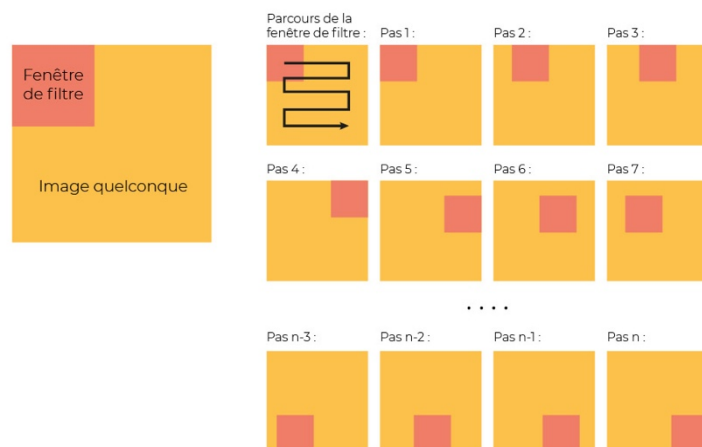 Fenêtre
de filtre
Image quelconque
Parcours de la
fenêtre de filtre :
Pas 1 :
Pas 2 :
Pas 3 :
Pas 4 :
Pas 5 :
Pas 6 :
Pas 7 :
. . . .
Pas n-3 :
Pas n-2 :
Pas n-1 :
Pas n :